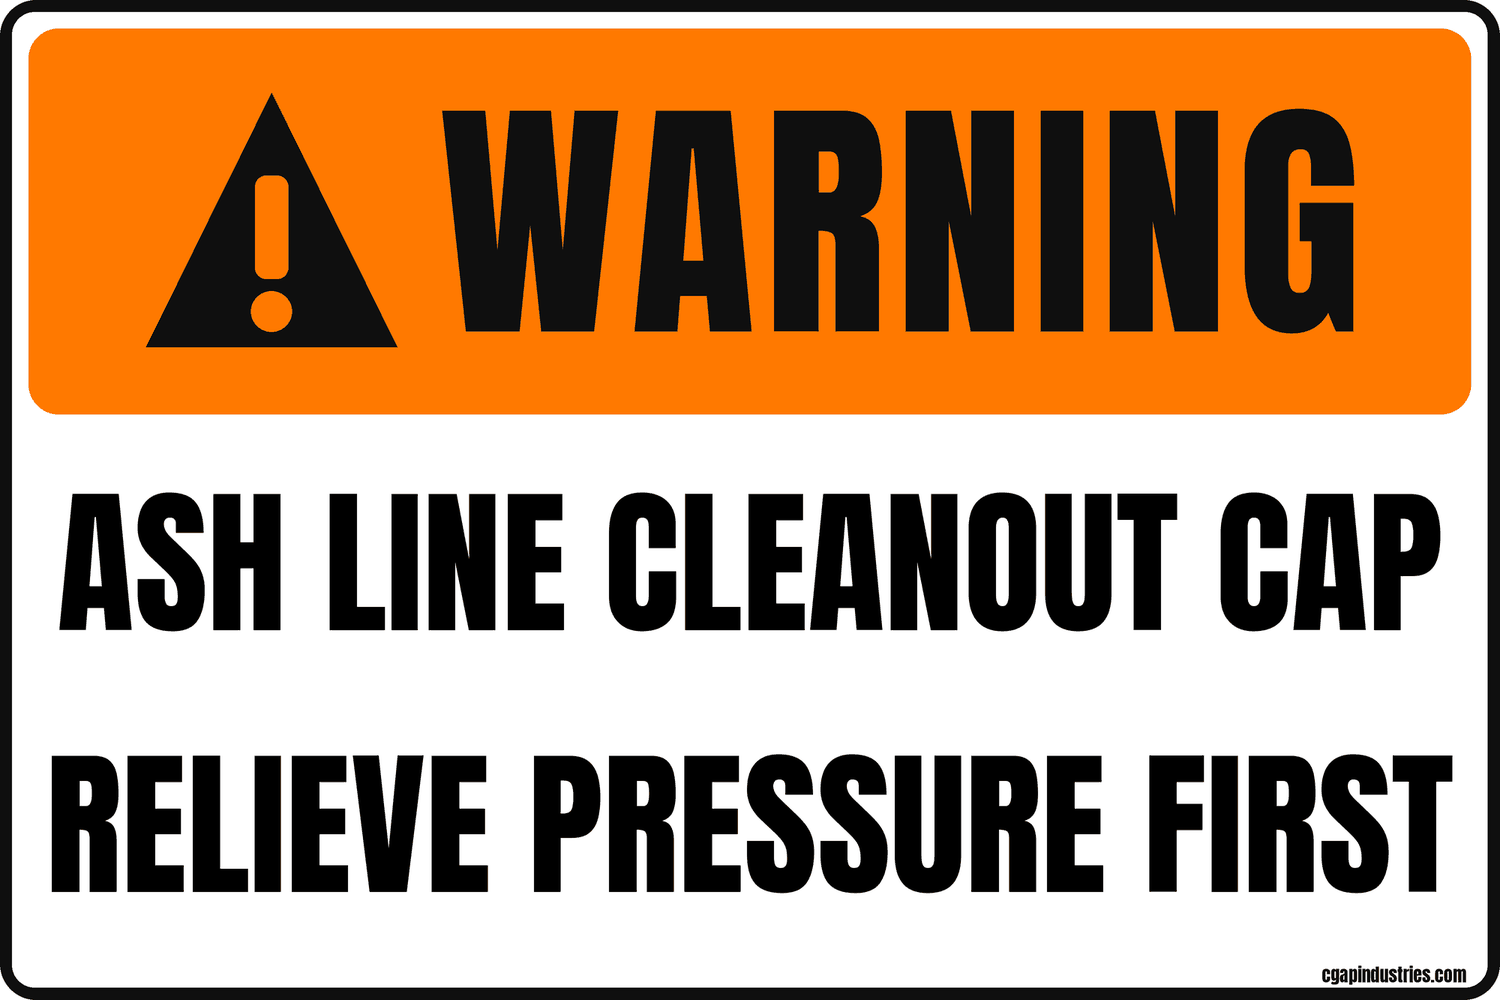 WARNING
ASH LINE CLEANOUT CAP
RELIEVE PRESSURE FIRST
cgapindustries.com